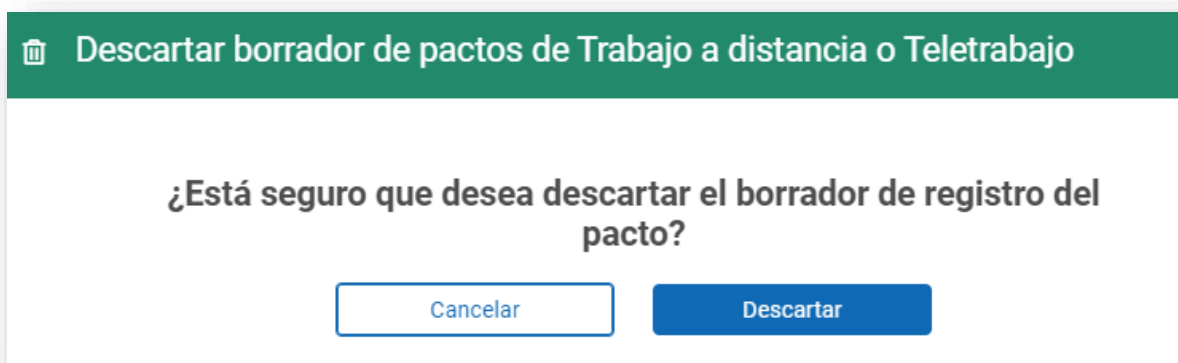 Descartar borrador de pactos de Trabajo a distancia o Teletrabajo
¿Está seguro que desea descartar el borrador de registro del
pacto?
Cancelar
Descartar